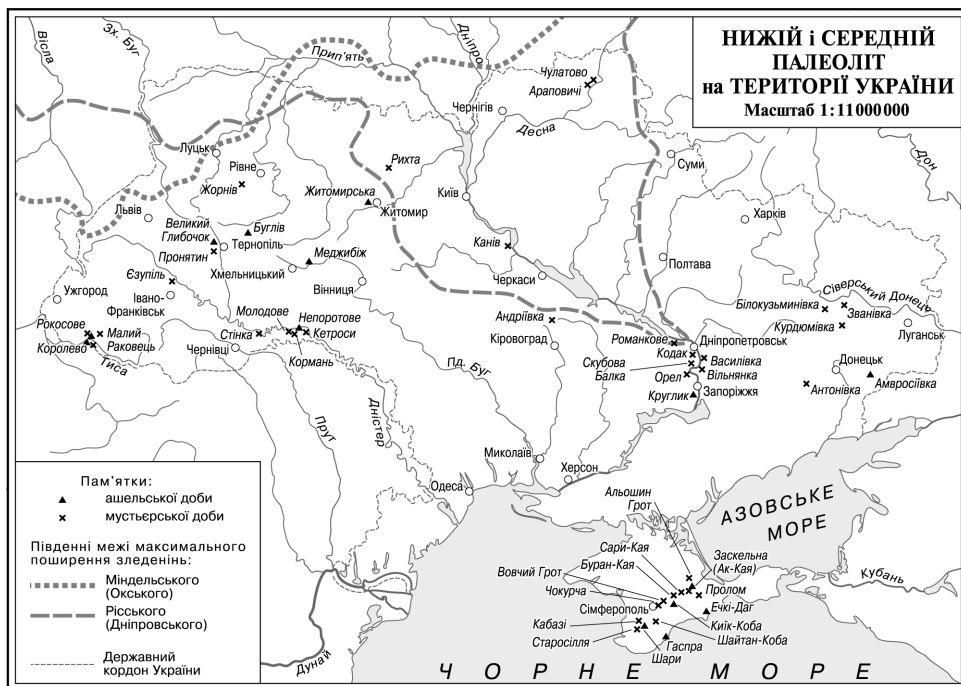 НИЖІЙ і СЕРЕДНІЙ
ПАЛЕОЛІТ
на ТЕРИТОРІЇ УКРАЇНИ
Масштаб 1:11000000
Вісла
Зх. Буг
Прип'ять
Дніпро
Чулатово
Араповичі
Чернігів
Десна
Суми
Дон
Луцьк
Рівне
Жорнів
Рихта
Житомирська
Житомир
Київ
Львів
Великий
Глибочок
Буглів
Тернопіль
Пронятин
Меджибіж
Хмельницький
Вінниця
Канів
Черкаси
Харків
Полтава
Єзупіль
Ужгород
Івано-
Франківськ
Молодове
Непоротове
Стінка
Кетроси
Кормань
Чернівці
Рокосове
Малий
Раковець
Королево
Тиса
Прут
Дністер
Пд. Буг
Андріївка
Кіровоград
Сіверський Донець
Білокузьминівка
Званівка
Курдюмівка
Луганськ
Романкове
Дніпропетровськ
Кодак
Скубова
Балка
Василівка
Вільнянка
Орел
Запоріжжя
Круглик
Донецьк
Антонівка
Амвросіївка
Миколаїв
Херсон
Одеса
АЗОВСЬКЕ
МОРЕ
Альошин
Грот
Сари-Кая
Буран-Кая
Заскельна
(Ак-Кая)
Вовчий Грот
Чокурча
Пролом
Кубань
Сімферополь
Ечкі-Даг
Кабазі
Киїк-Коба
Старосілля
Шайтан-Коба
Гаспра
Шари
Дунай
ЧОРНЕ МОРЕ
Пам'ятки:
ашельської доби
мустьєрської доби
Південні межі максимального
поширення зледенінь:
Міндельського
(Окського)
Рісського
(Дніпровського)
Державний
кордон України